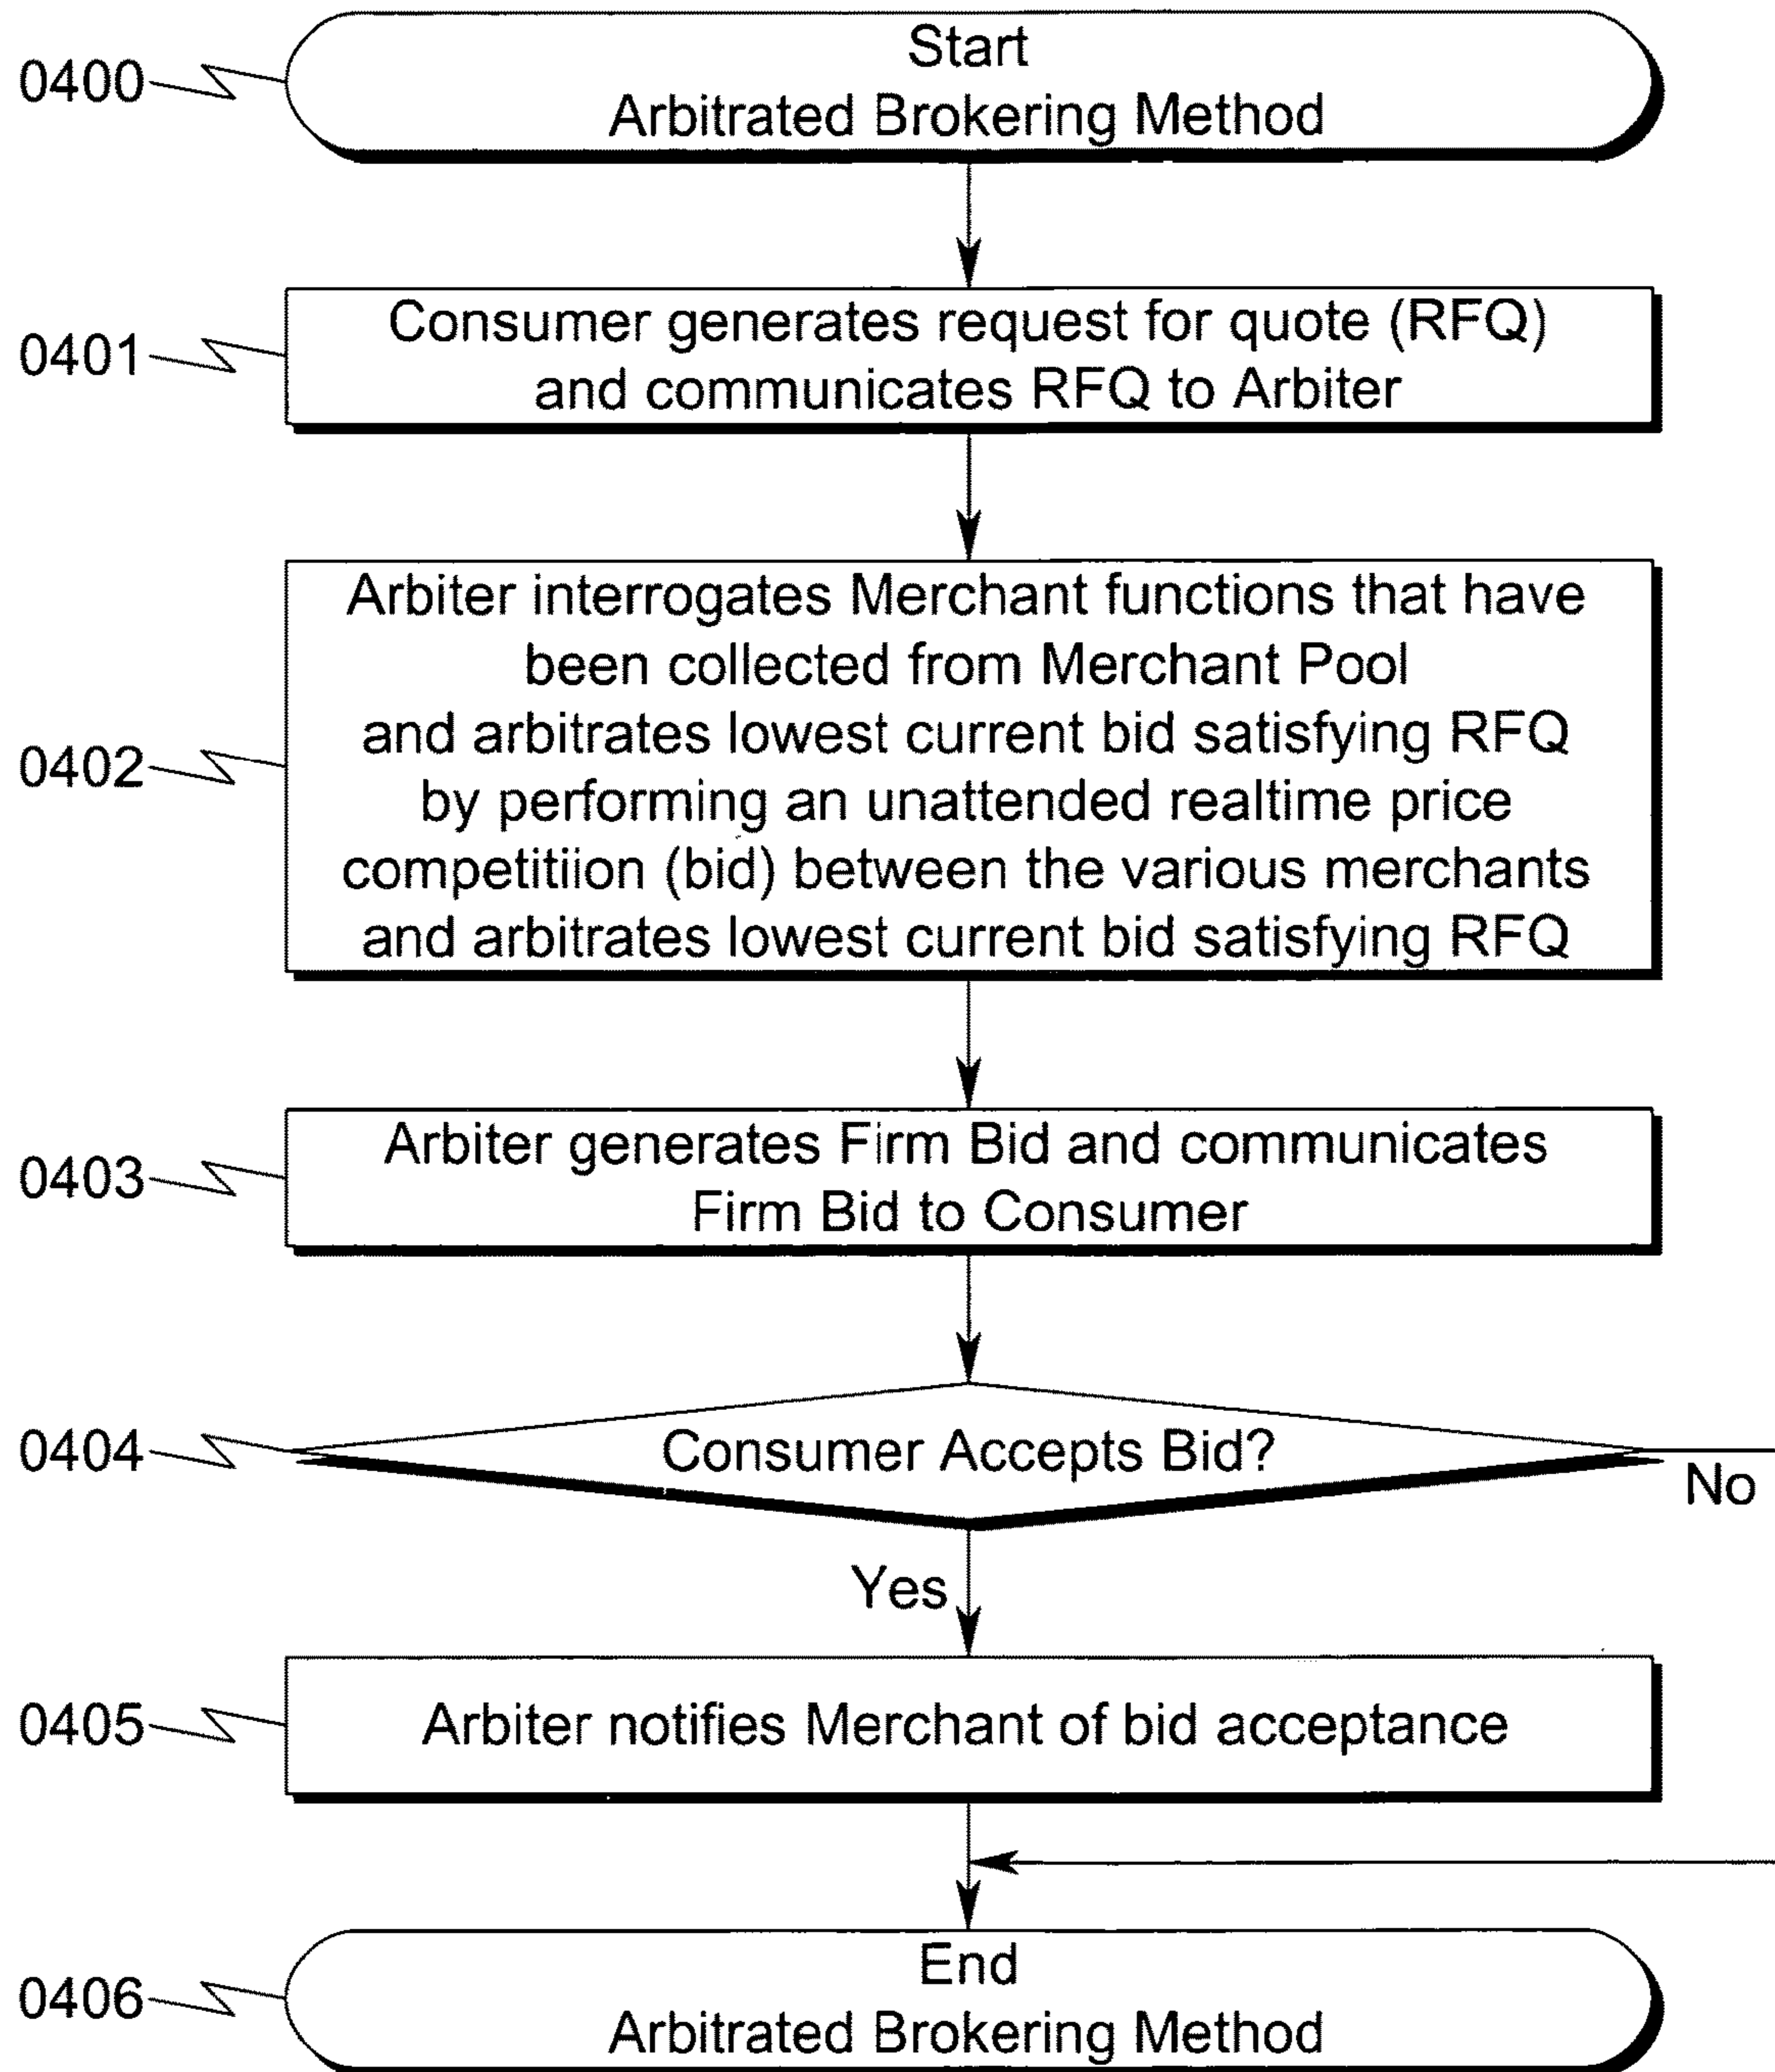 0400
Start
Arbitrated Brokering Method
0401
Consumer generates request for quote (RFQ)
and communicates RFQ to Arbiter
0402
Arbiter interrogates Merchant functions that have
been collected from Merchant Pool
and arbitrates lowest current bid satisfying RFQ
by performing an unattended realtime price
competitiion (bid) between the various merchants
and arbitrates lowest current bid satisfying RFQ
0403
Arbiter generates Firm Bid and communicates
Firm Bid to Consumer
0404
Consumer Accepts Bid?
No
Yes
0405
Arbiter notifies Merchant of bid acceptance
0406
End
Arbitrated Brokering Method